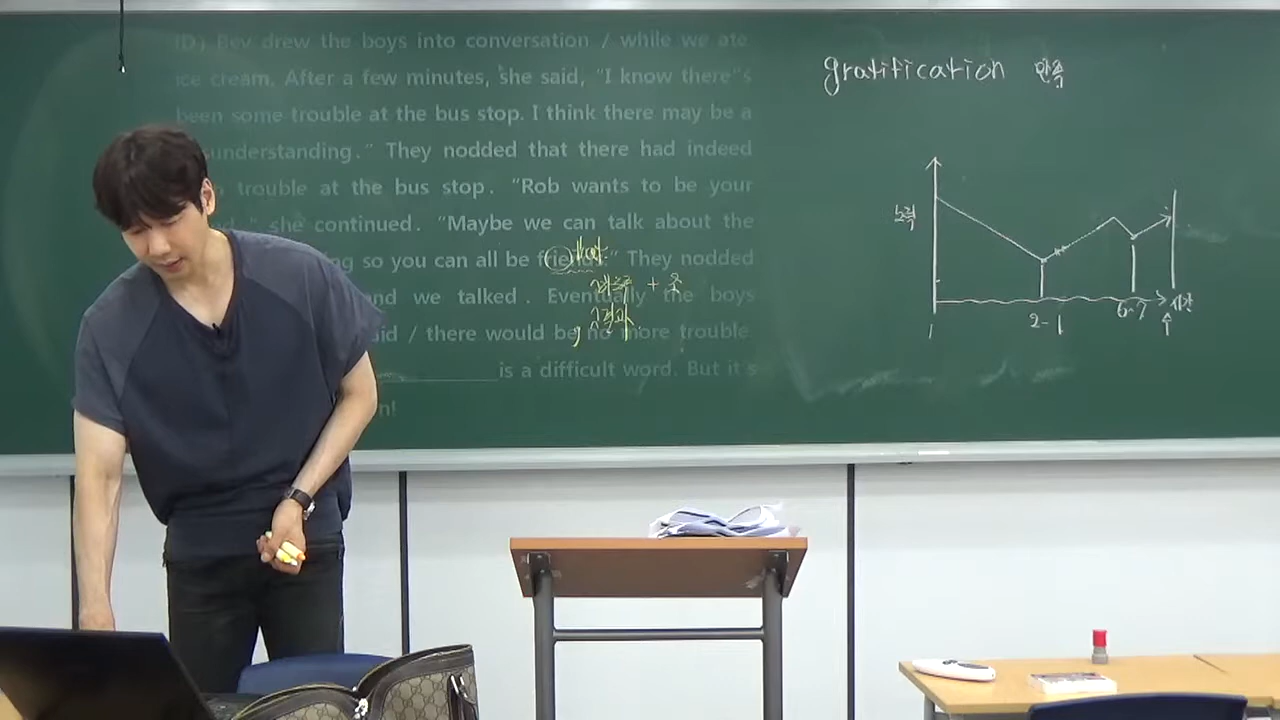 (D) Bev drew the boys into conversation / while we ate
ice cream. After a few minutes, she said, "I know there"s
been some trouble at the bus stop. I think there may be a
understanding." They nodded that there had indeed
trouble at the bus stop. "Rob wants to be your
she continued. "Maybe we can talk about the
so you can all be friends." They nodded
and we talked. Eventually the boys
said / there would be no more trouble.
is a difficult word. But it's
gratification 만족
노력
시간
1
2-1
6-7